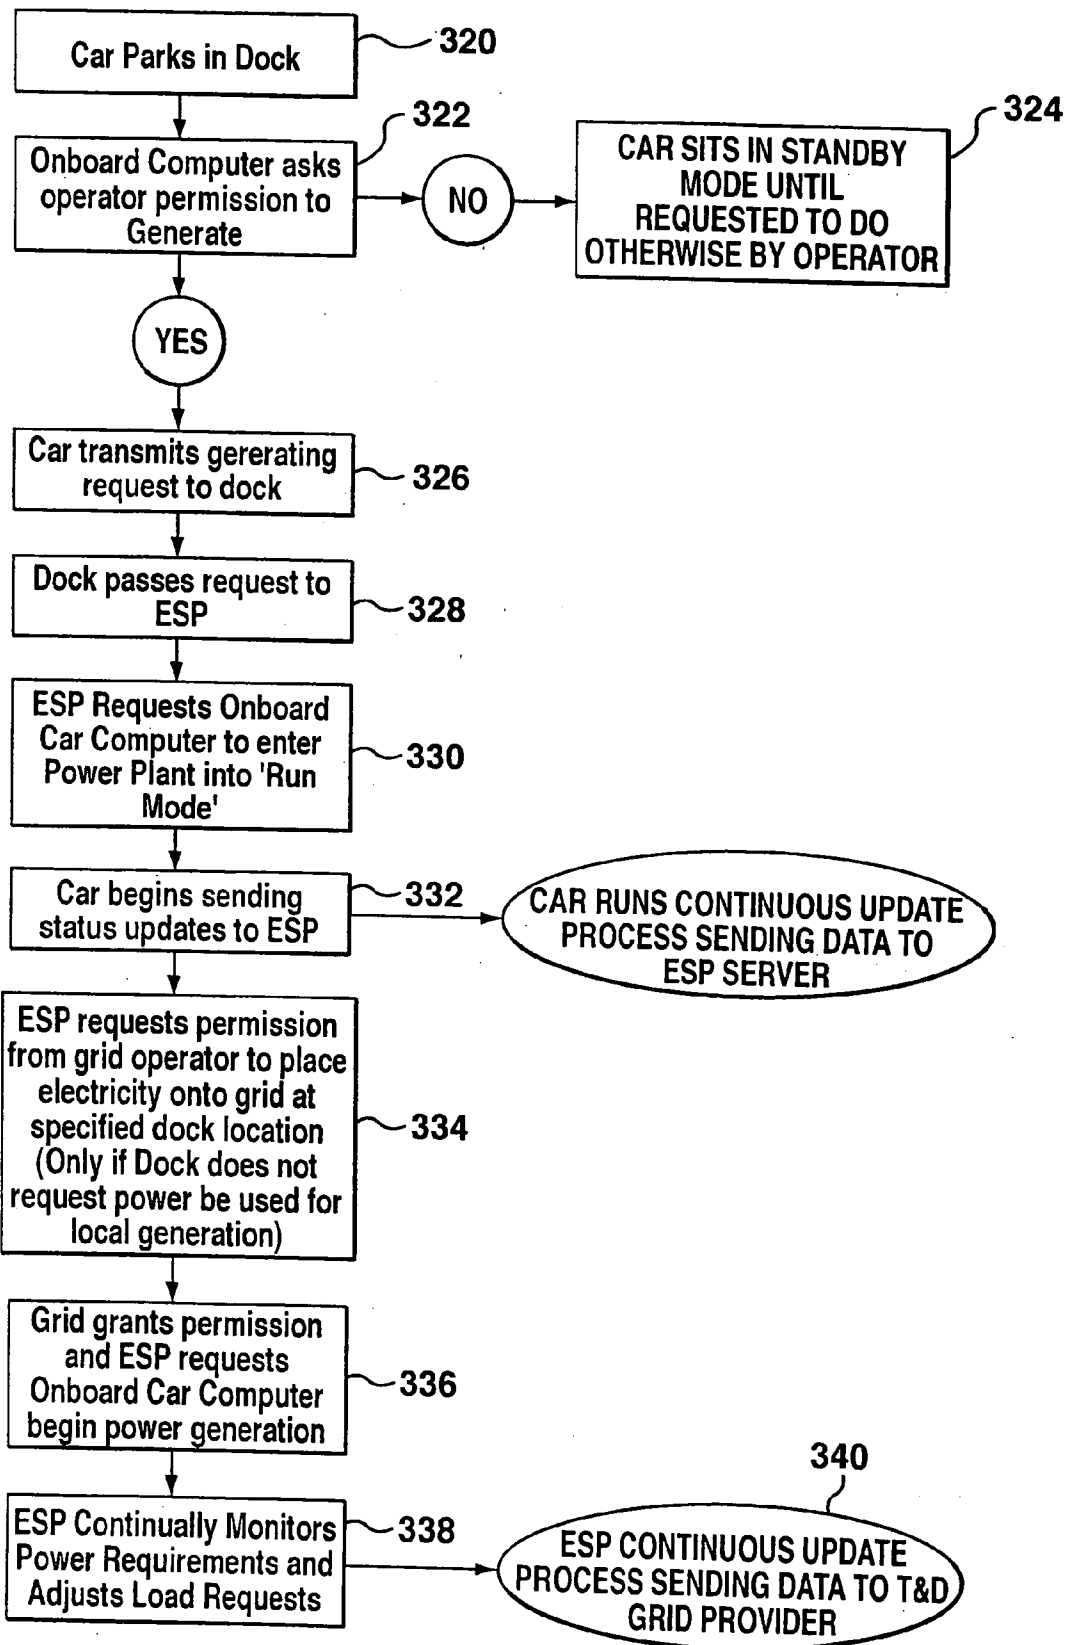 Car Parks in Dock
320
322
Onboard Computer asks
operator permission to
Generate
NO
324
CAR SITS IN STANDBY
MODE UNTIL
REQUESTED TO DO
OTHERWISE BY OPERATOR
YES
Car transmits gererating
request to dock
326
Dock passes request to
ESP
328
ESP Requests Onboard
Car Computer to enter
Power Plant into 'Run
Mode'
330
Car begins sending
status updates to ESP
332
CAR RUNS CONTINUOUS UPDATE
PROCESS SENDING DATA TO
ESP SERVER
ESP requests permission
from grid operator to place
electricity onto grid at
specified dock location
(Only if Dock does not
request power be used for
local generation)
334
Grid grants permission
and ESP requests
Onboard Car Computer
begin power generation
336
ESP Continually Monitors
Power Requirements and
Adjusts Load Requests
338
340
ESP CONTINUOUS UPDATE
PROCESS SENDING DATA TO T&D
GRID PROVIDER